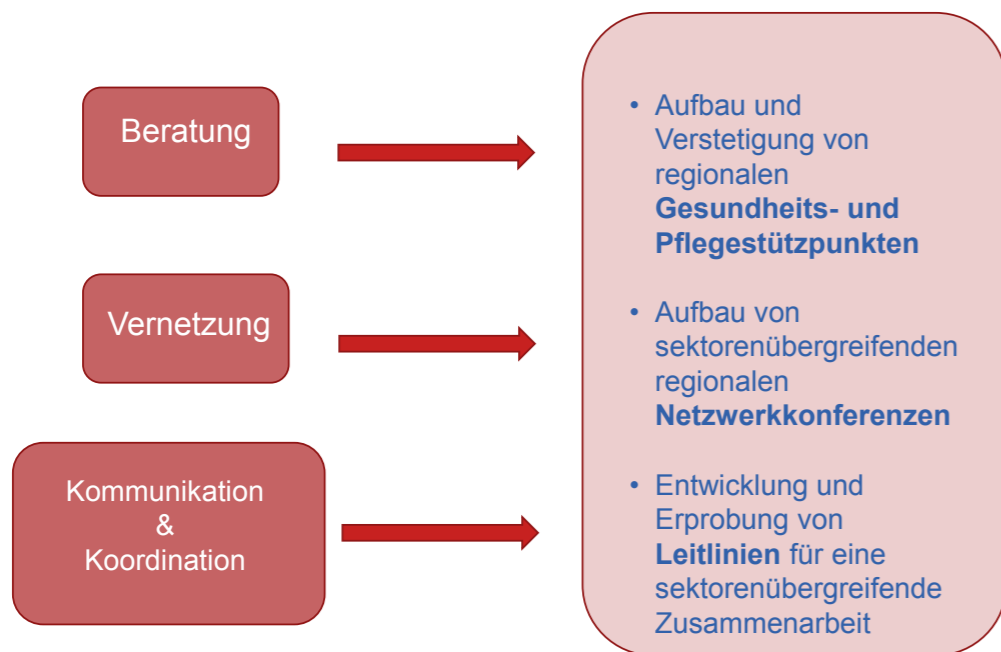 Beratung
• Aufbau und
Verstetigung von
regionalen
Gesundheits- und
Pflegestützpunkten
Vernetzung
• Aufbau von
sektorenübergreifenden
regionalen
Netzwerkkonferenzen
Kommunikation
&
Koordination
• Entwicklung und
Erprobung von
Leitlinien für eine
sektorenübergreifende
Zusammenarbeit